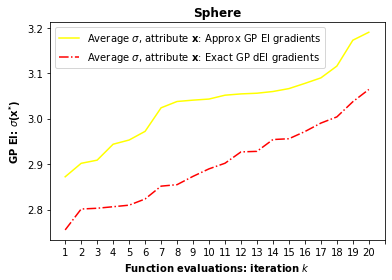 Sphere
Average σ, attribute x: Approx GP EI gradients
Average σ, attribute x: Exact GP dEI gradients
3.2
3.1
3.0
2.9
2.8
GP EI: σ(x*)
1 2 3 4 5 6 7 8 9 10 11 12 13 14 15 16 17 18 19 20
Function evaluations: iteration k